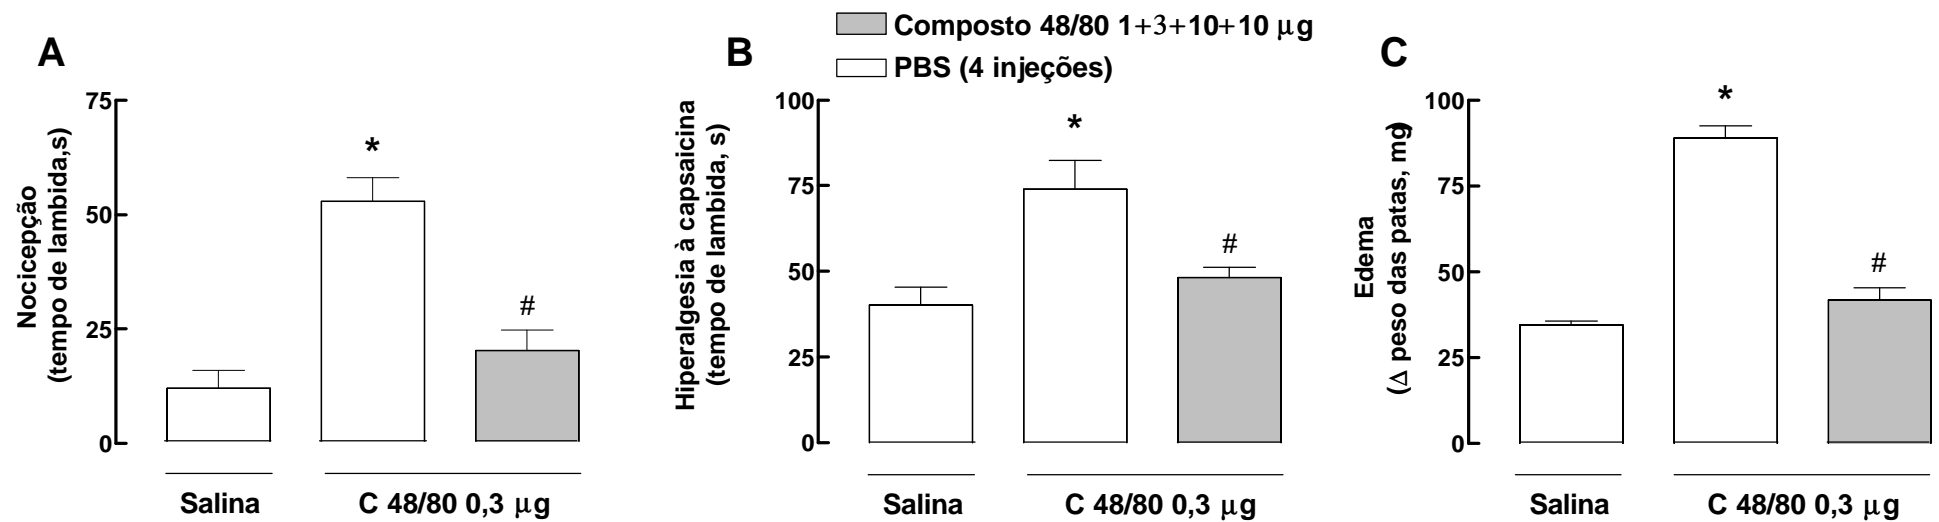 Composto 48/80 1+3+10+10 μg
PBS (4 injeções)
A
75
50
25
0
Nocicepção
(tempo de lambida,s)
*
#
Salina
C 48/80 0,3 μg
B
100
75
50
25
0
Hiperalgesia à capsaicina
(tempo de lambida, s)
*
#
Salina
C 48/80 0,3 μg
C
100
75
50
25
0
Edema
(Δ peso das patas, mg)
*
#
Salina
C 48/80 0,3 μg